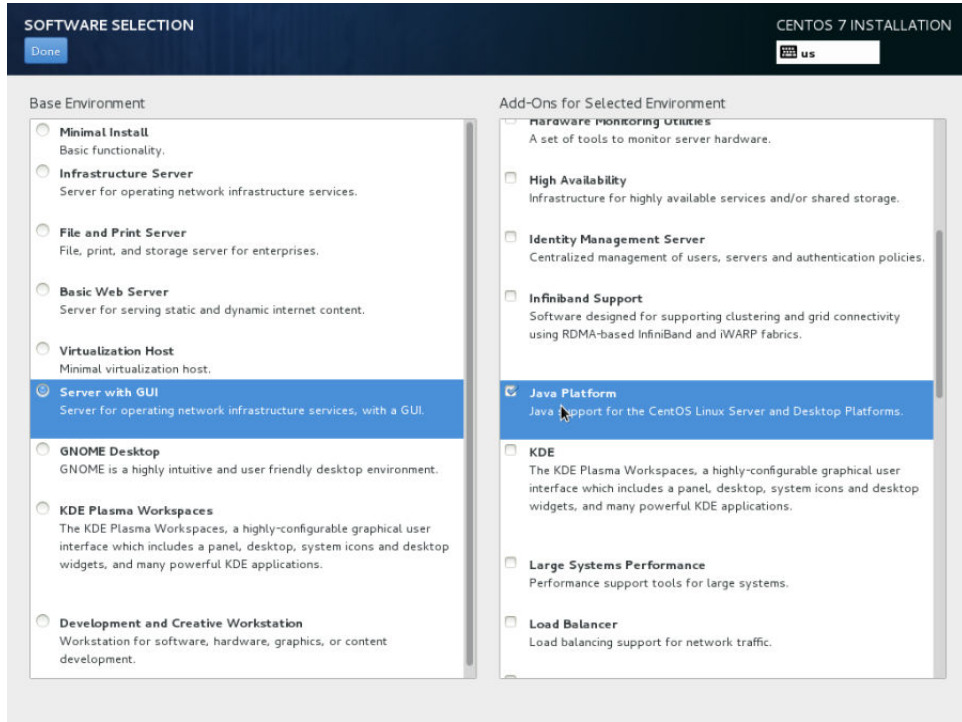 SOFTWARE SELECTION
CENTOS 7 INSTALLATION
Done
us
Base Environment
Minimal Install
Basic functionality.
Infrastructure Server
Server for operating network infrastructure services.
File and Print Server
File, print, and storage server for enterprises.
Basic Web Server
Server for serving static and dynamic internet content.
Virtualization Host
Minimal virtualization host.
Server with GUI
Server for operating network infrastructure services, with a GUI.
GNOME Desktop
GNOME is a highly intuitive and user friendly desktop environment.
KDE Plasma Workspaces
The KDE Plasma Workspaces, a highly-configurable graphical user
interface which includes a panel, desktop, system icons and desktop
widgets, and many powerful KDE applications.
Development and Creative Workstation
Workstation for software, hardware, graphics, or content
development.
Add-Ons for Selected Environment
Hardware Monitoring Utilities
A set of tools to monitor server hardware.
High Availability
Infrastructure for highly available services and/or shared storage.
Identity Management Server
Centralized management of users, servers and authentication policies.
Infiniband Support
Software designed for supporting clustering and grid connectivity
using RDMA-based InfiniBand and iWARP fabrics.
Java Platform
Java support for the CentOS Linux Server and Desktop Platforms.
KDE
The KDE Plasma Workspaces, a highly-configurable graphical user
interface which includes a panel, desktop, system icons and desktop
widgets, and many powerful KDE applications.
Large Systems Performance
Performance support tools for large systems.
Load Balancer
Load balancing support for network traffic.